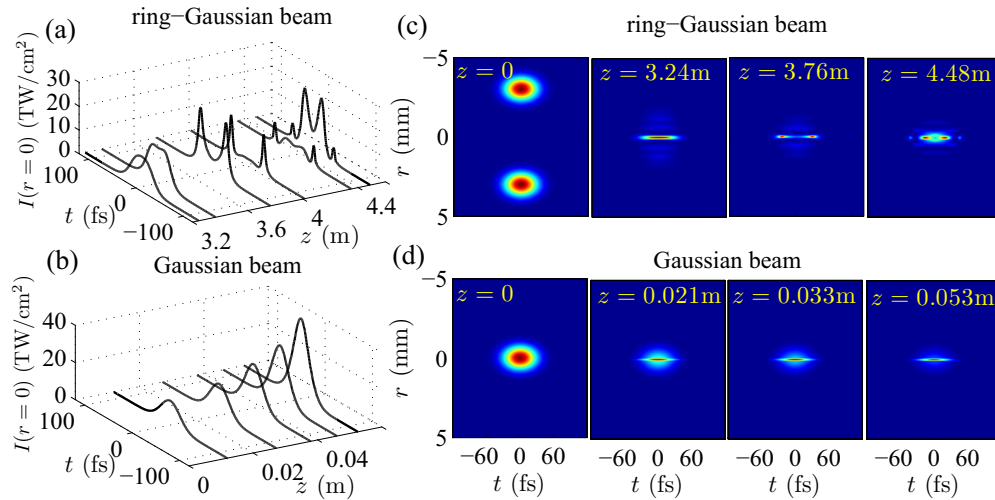 (a)
ring−Gaussian beam
I(r = 0) (TW/cm²)
30
20
10
0
100
0
−100
t (fs)
3.2
3.6
4
4.4
z (m)
(b)
Gaussian beam
I(r = 0) (TW/cm²)
40
20
0
100
0
−100
t (fs)
0
0.02
0.04
z (m)
(c)
ring−Gaussian beam
−5
0
5
r (mm)
z = 0
z = 3.24m
z = 3.76m
z = 4.48m
(d)
Gaussian beam
−5
0
5
r (mm)
z = 0
z = 0.021m
z = 0.033m
z = 0.053m
−60 0 60
−60 0 60
−60 0 60
−60 0 60
t (fs)
t (fs)
t (fs)
t (fs)